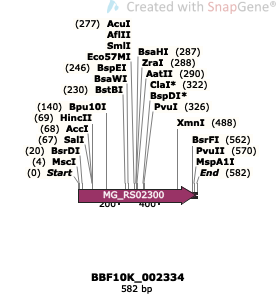 Created with SnapGene®
(277) AcuI
AflII
SmlI
Eco57MI
(246) BspEI
BsaWI
(230) BstBI
(140) Bpu10I
(69) HincII
(68) AccI
(67) SalI
(20) BsrDI
(4) MscI
(0) Start
BsaHI (287)
ZraI (288)
AatII (290)
ClaI* (322)
BspDI*
PvuI (326)
XmnI (488)
BsrFI (562)
PvuII (570)
MspA1I
End (582)
MG_RS02300
200
400
BBF10K_002334
582 bp